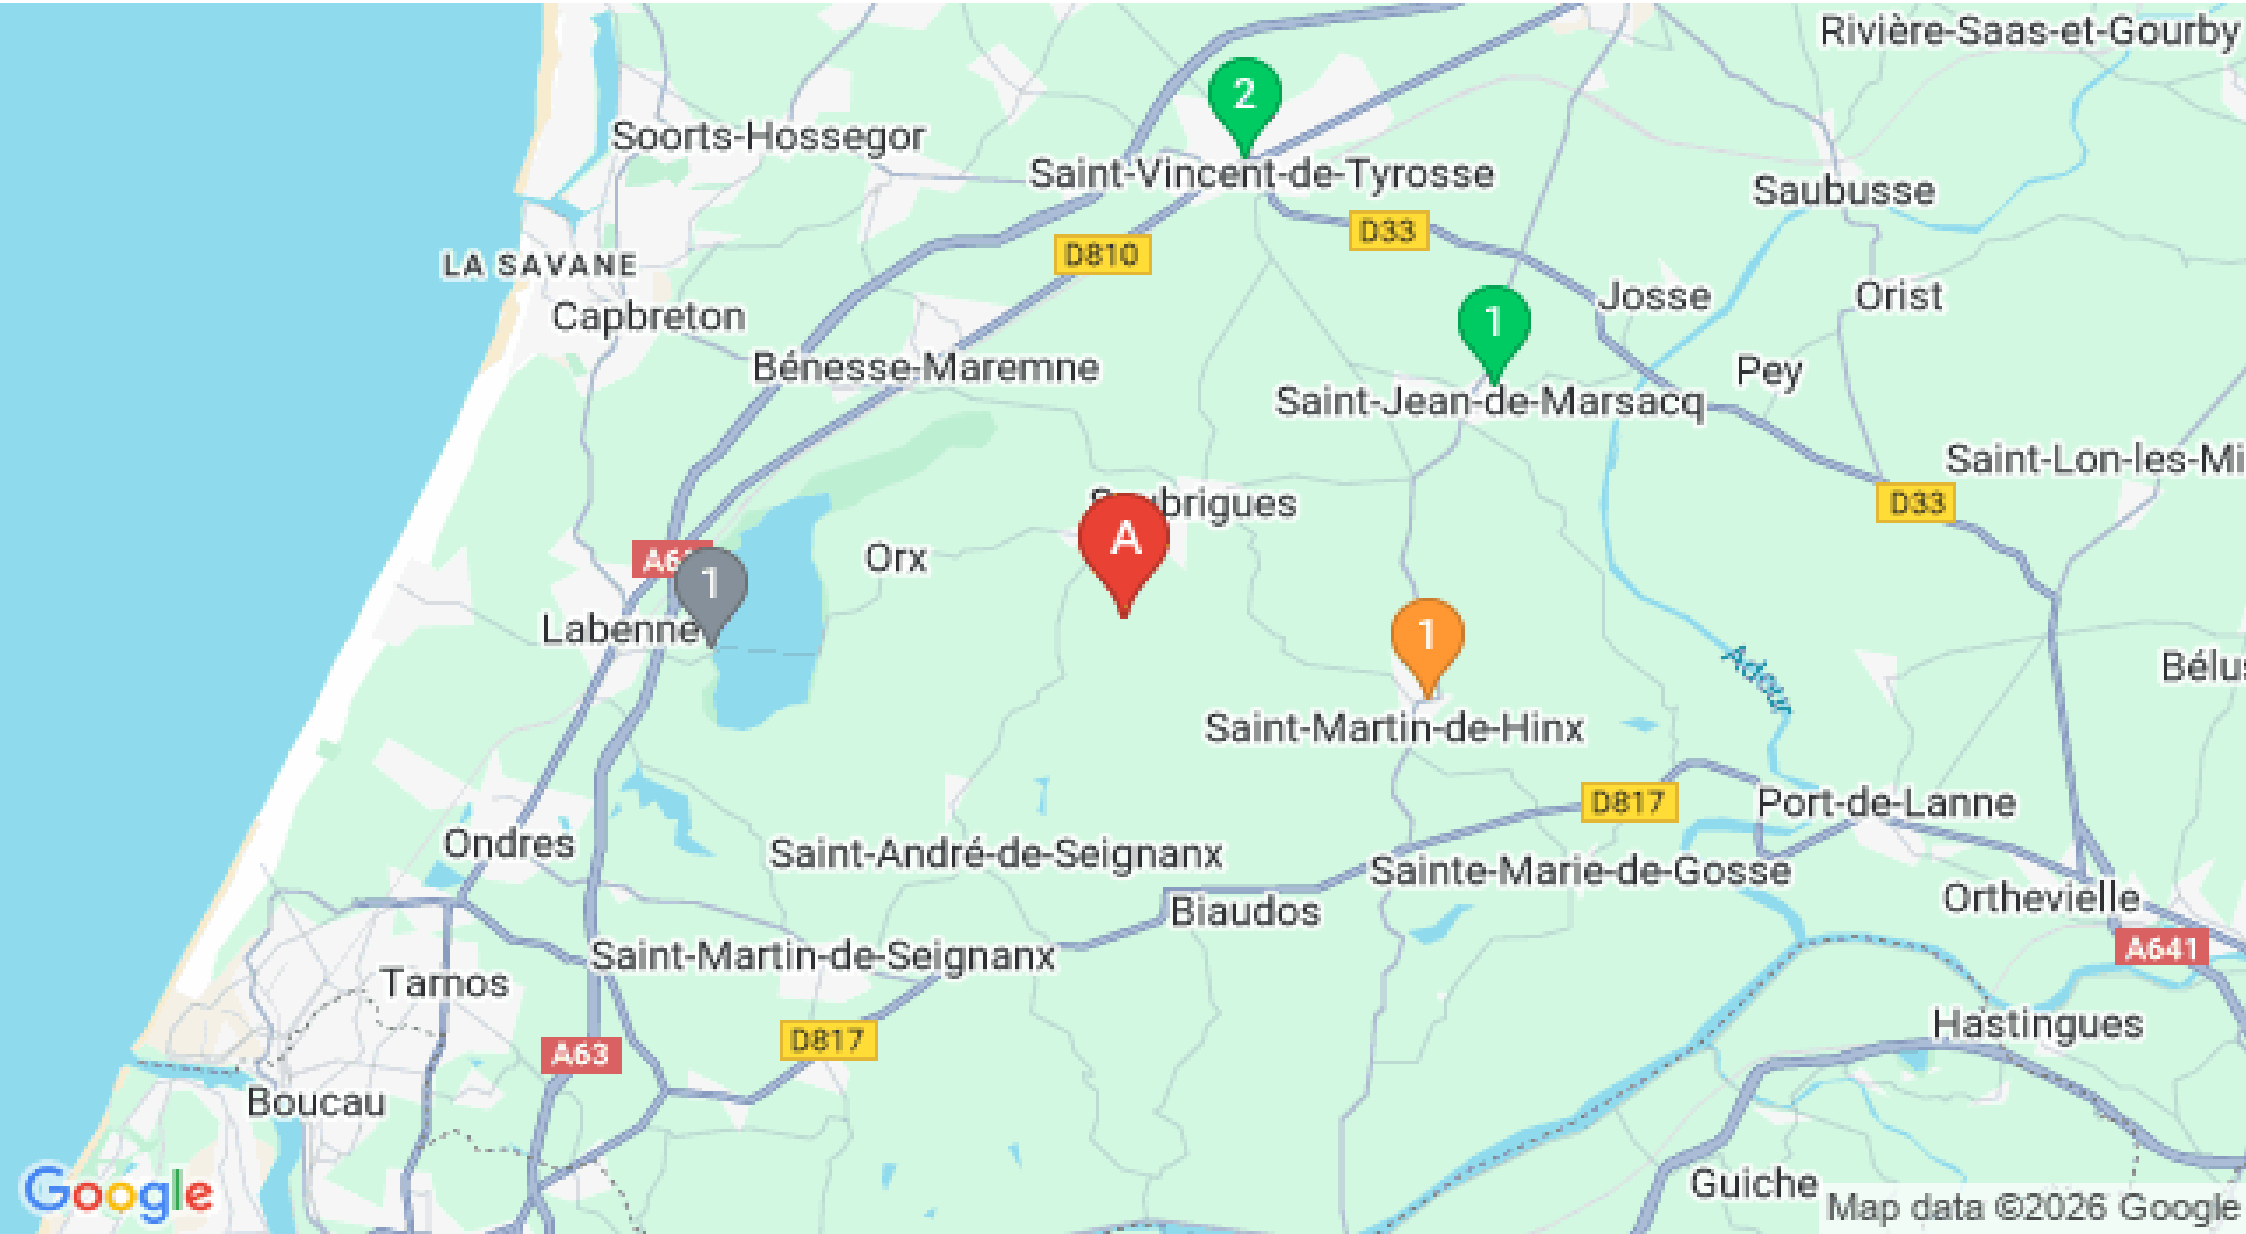 Rivière-Saas-et-Gourby
2
Soorts-Hossegor
Saint-Vincent-de-Tyrosse
Saubusse
D33
D810
LA SAVANE
Josse
Orist
Capbreton
1
Bénesse-Maremne
Pey
Saint-Jean-de-Marsacq
Saint-Lon-les-Mi
brigues
D33
A
Orx
A6
1
Labenne
1
Adour
Bélu
Saint-Martin-de-Hinx
D817
Port-de-Lanne
Ondres
Saint-André-de-Seignanx
Sainte-Marie-de-Gosse
Orthevielle
Biaudos
A641
Saint-Martin-de-Seignanx
Tarnos
Hastingues
D817
A63
Boucau
Guiche
Google
Map data ©2026 Google